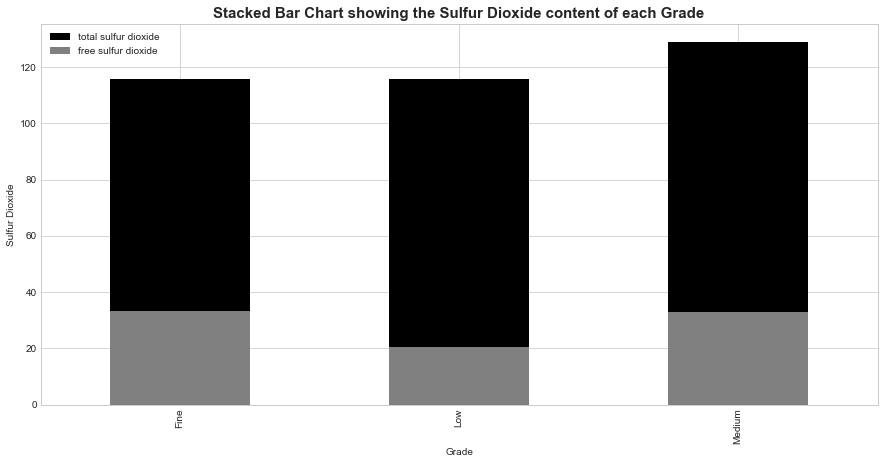 Stacked Bar Chart showing the Sulfur Dioxide content of each Grade
total sulfur dioxide
free sulfur dioxide
120
100
80
60
40
20
0
Sulfur Dioxide
Fine
Low
Medium
Grade